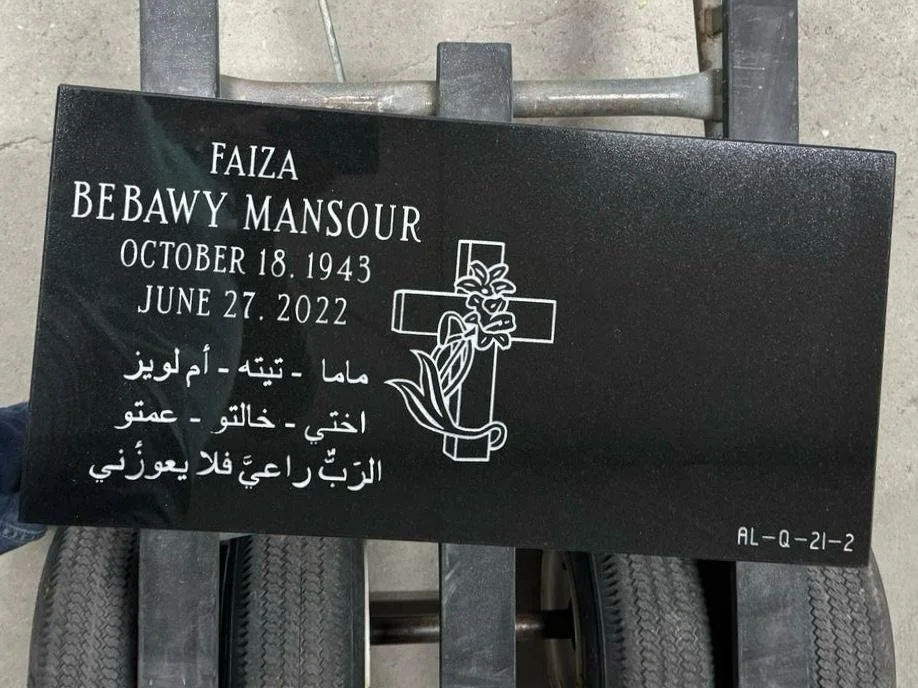 FAIZA
BEBAWY MANSOUR
OCTOBER 18. 1943
JUNE 27. 2022
ماما - تيته - أم لويز
اختي - خالتو - عمتو
الرَبٌّ راعيَّ فلا يعوزٌني
AL-Q-21-2